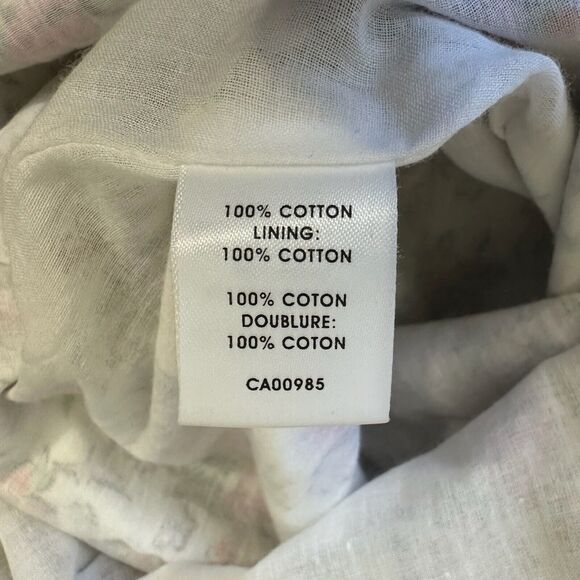 100% COTTON
LINING:
100% COTTON
100% COTON
DOUBLURE:
100% COTON
CA00985